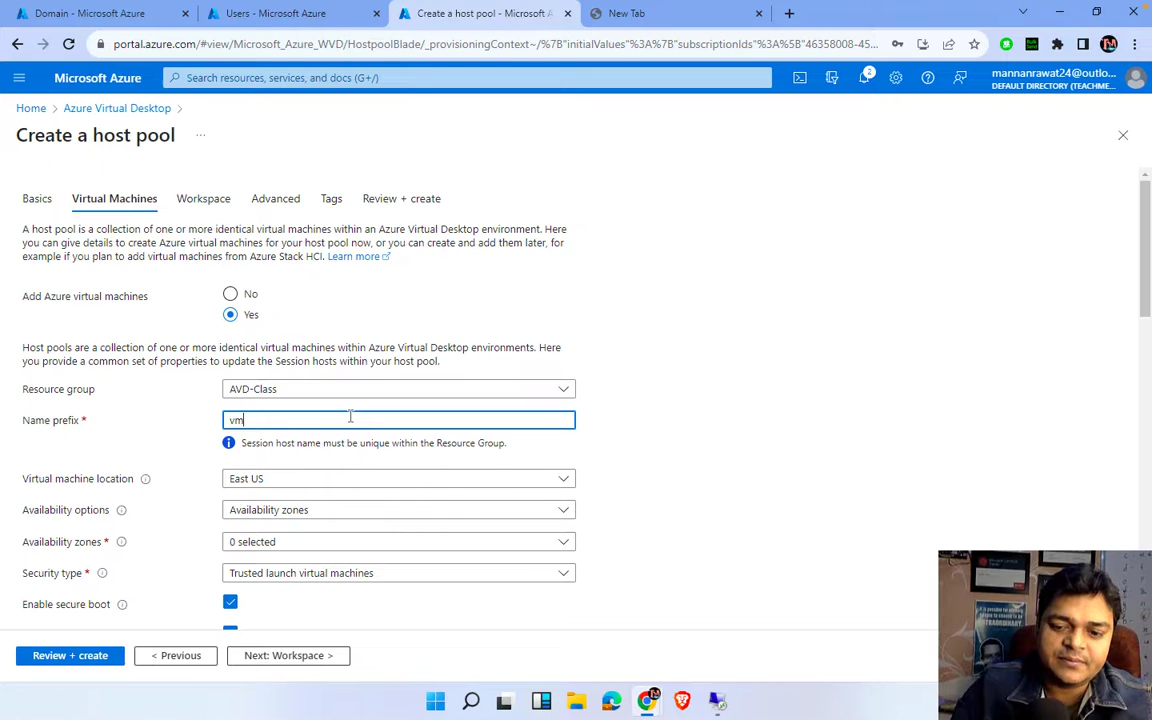 Domain - Microsoft Azure
Users - Microsoft Azure
Create a host pool - Microsoft A
New Tab
portal.azure.com/#view/Microsoft_Azure_WVD/HostpoolBlade/_provisioningContext~/%7B"initialValues"%3A%7B"subscriptionIds"%3A%5B"46358008-45...
Microsoft Azure
Search resources, services, and docs (G+/)
2
mannanrawat24@outlo...
DEFAULT DIRECTORY (TEACHME...
Home > Azure Virtual Desktop >
Create a host pool ...
Basics Virtual Machines Workspace Advanced Tags Review + create
A host pool is a collection of one or more identical virtual machines within an Azure Virtual Desktop environment. Here
you can give details to create Azure virtual machines for your host pool now, or you can create and add them later, for
example if you plan to add virtual machines from Azure Stack HCI. Learn more
Add Azure virtual machines
No
Yes
Host pools are a collection of one or more identical virtual machines within Azure Virtual Desktop environments. Here
you provide a common set of properties to update the Session hosts within your host pool.
Resource group AVD-Class
Name prefix * vm
Session host name must be unique within the Resource Group.
Virtual machine location East US
Availability options Availability zones
Availability zones * 0 selected
Security type * Trusted launch virtual machines
Enable secure boot
Review + create < Previous Next: Workspace >